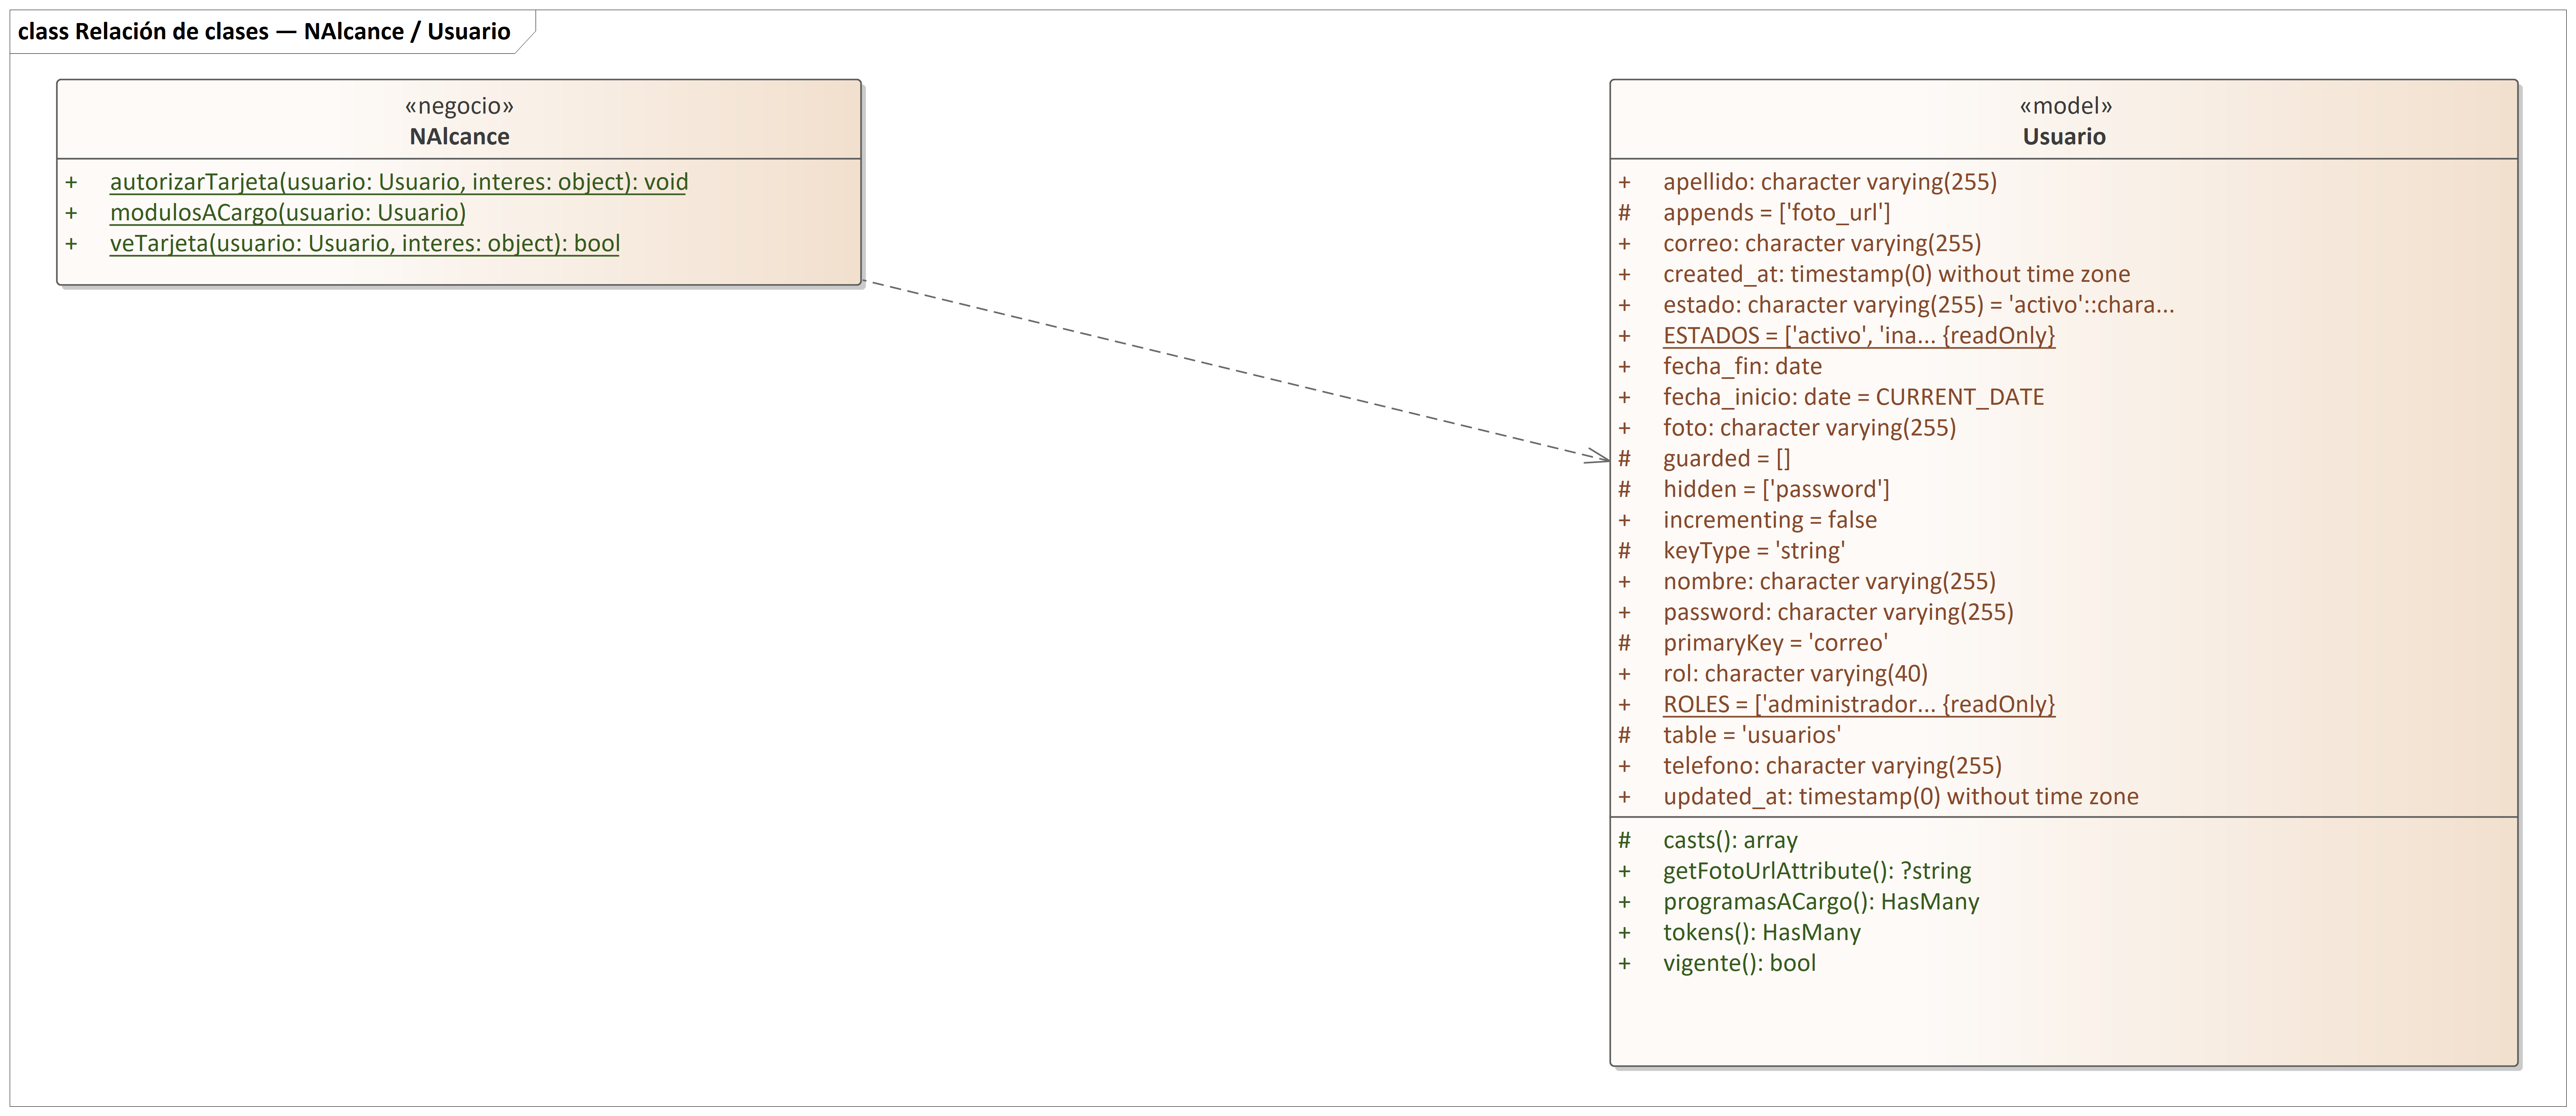 class Relación de clases — NAlcance / Usuario
«negocio»
NAlcance
+ autorizarTarjeta(usuario: Usuario, interes: object): void
+ modulosACargo(usuario: Usuario)
+ veTarjeta(usuario: Usuario, interes: object): bool
«model»
Usuario
+ apellido: character varying(255)
# appends = ['foto_url']
+ correo: character varying(255)
+ created_at: timestamp(0) without time zone
+ estado: character varying(255) = 'activo'::chara...
+ ESTADOS = ['activo', 'ina... {readOnly}
+ fecha_fin: date
+ fecha_inicio: date = CURRENT_DATE
+ foto: character varying(255)
# guarded = []
# hidden = ['password']
+ incrementing = false
# keyType = 'string'
+ nombre: character varying(255)
+ password: character varying(255)
# primaryKey = 'correo'
+ rol: character varying(40)
+ ROLES = ['administrador... {readOnly}
# table = 'usuarios'
+ telefono: character varying(255)
+ updated_at: timestamp(0) without time zone
# casts(): array
+ getFotoUrlAttribute(): ?string
+ programasACargo(): HasMany
+ tokens(): HasMany
+ vigente(): bool